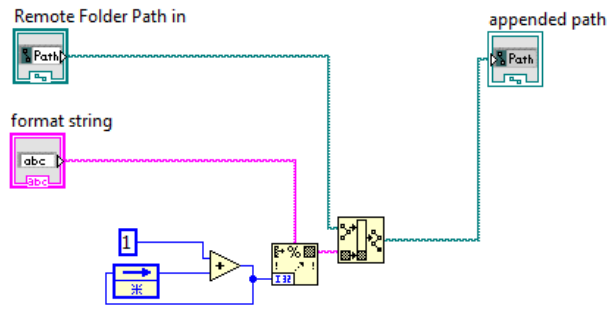 Remote Folder Path in
appended path
Path
Path
format string
abc
abc
1
+
%
I32